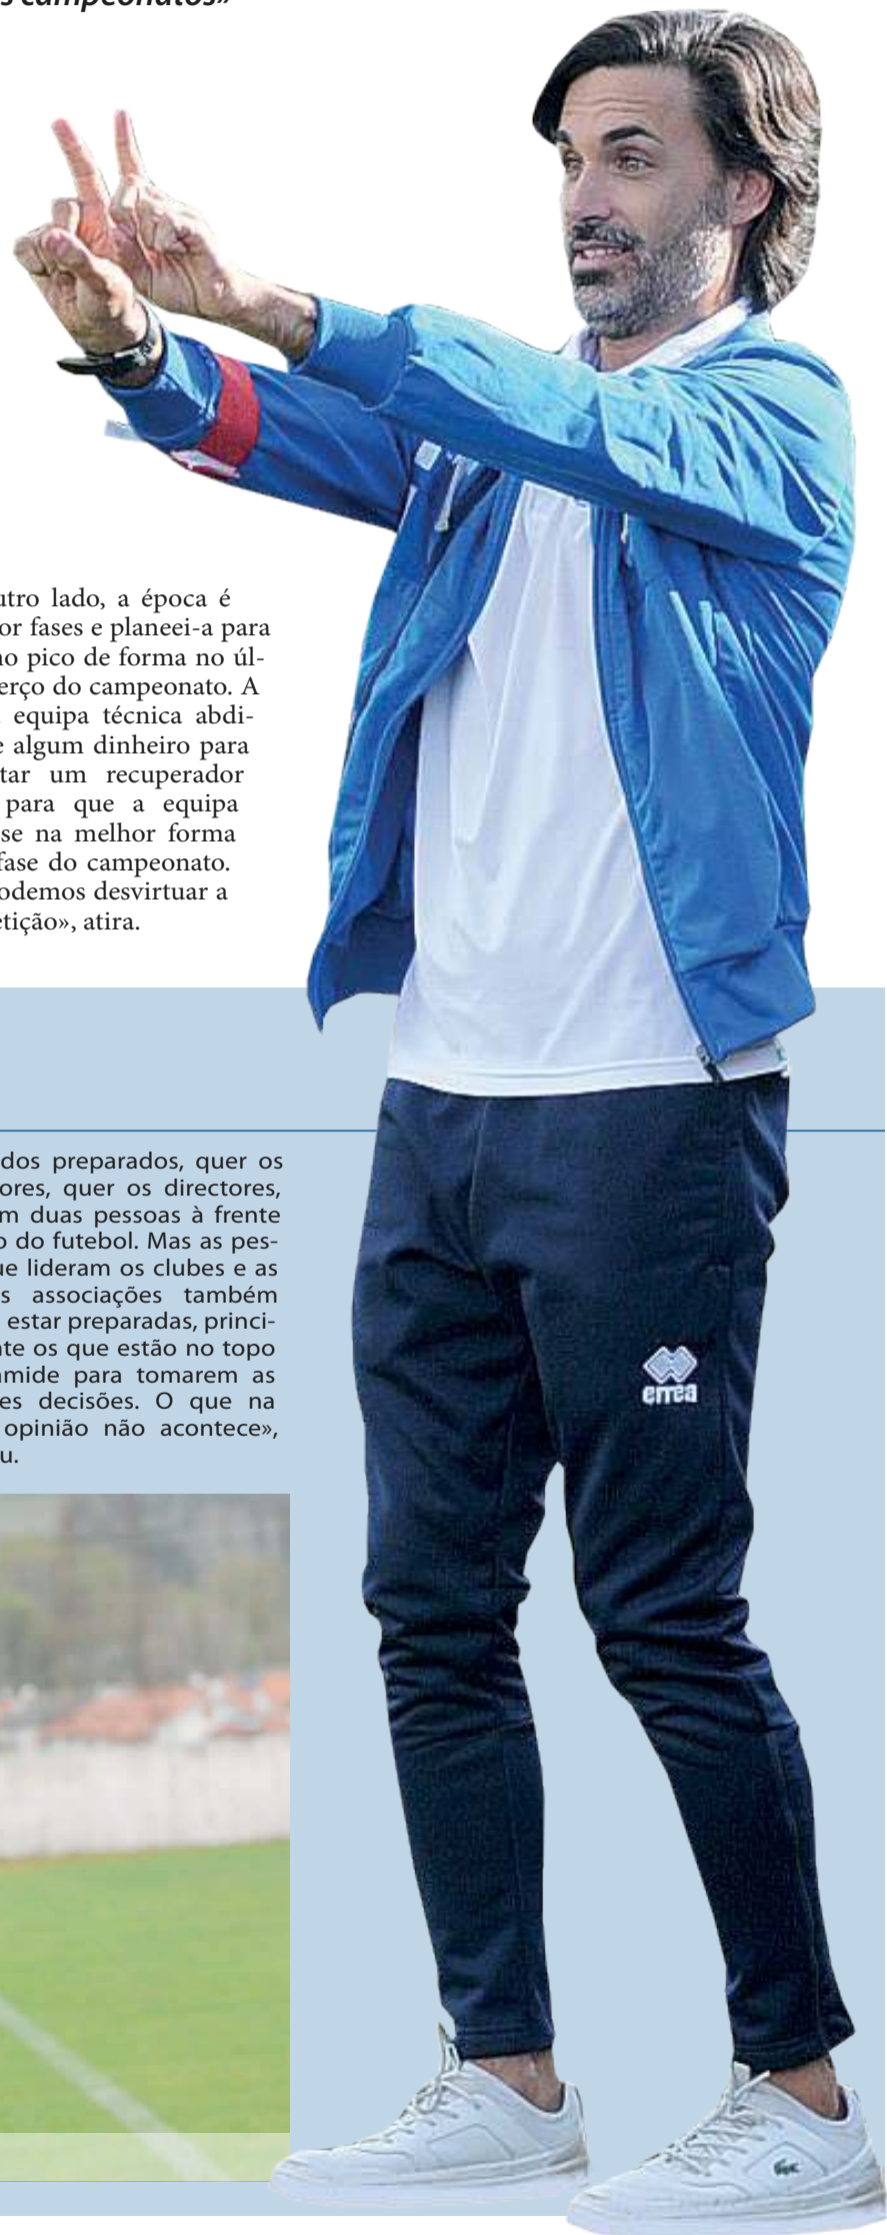 s campeonatos»
utro lado, a época é
or fases e planeei-a para
no pico de forma no úl-
erço do campeonato. A
equipa técnica abdi-
e algum dinheiro para
tar um recuperador
para que a equipa
se na melhor forma
fase do campeonato.
odemos desvirtuar a
etição», atira.
dos preparados, quer os
ores, quer os directores,
m duas pessoas à frente
o do futebol. Mas as pes-
ue lideram os clubes e as
s associações também
estar preparadas, princi-
te os que estão no topo
mide para tomarem as
es decisões. O que na
opinião não acontece»,
u.
errea